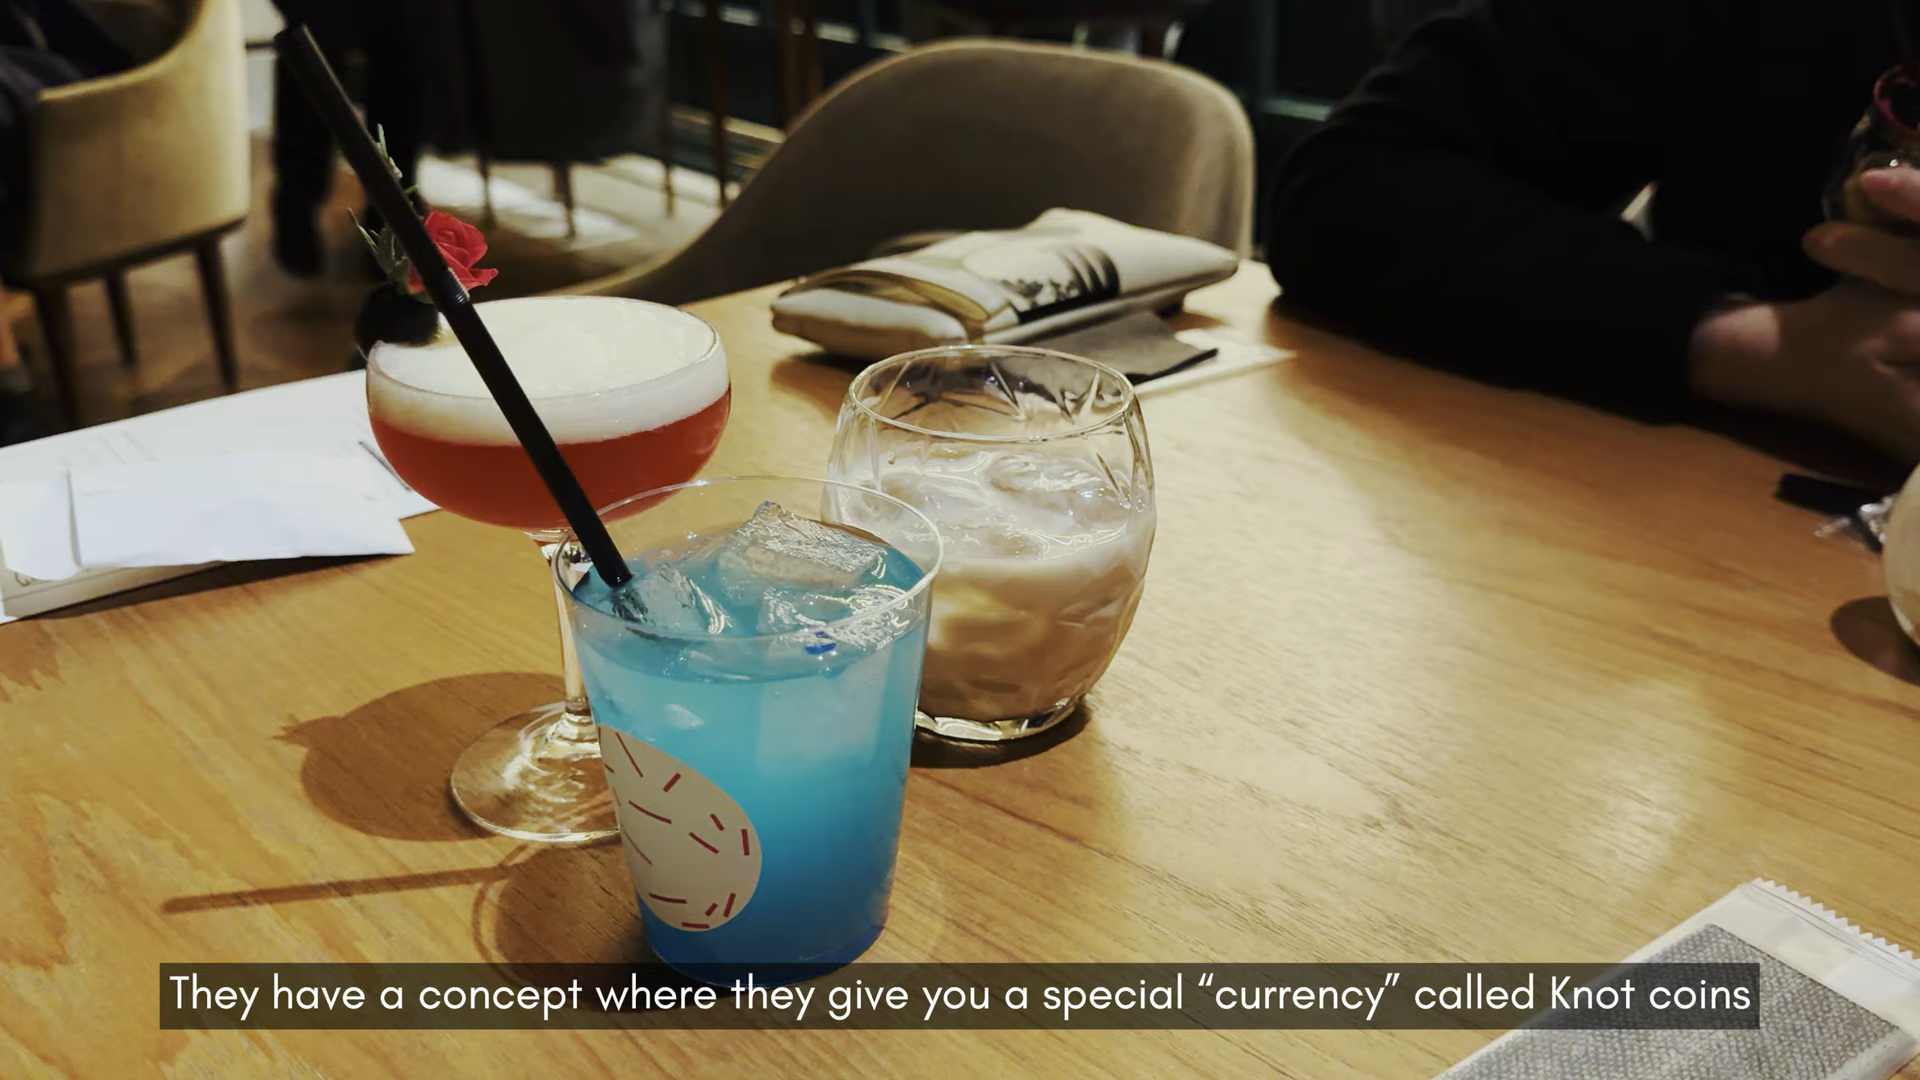 They have a concept where they give you a special “currency” called Knot coins